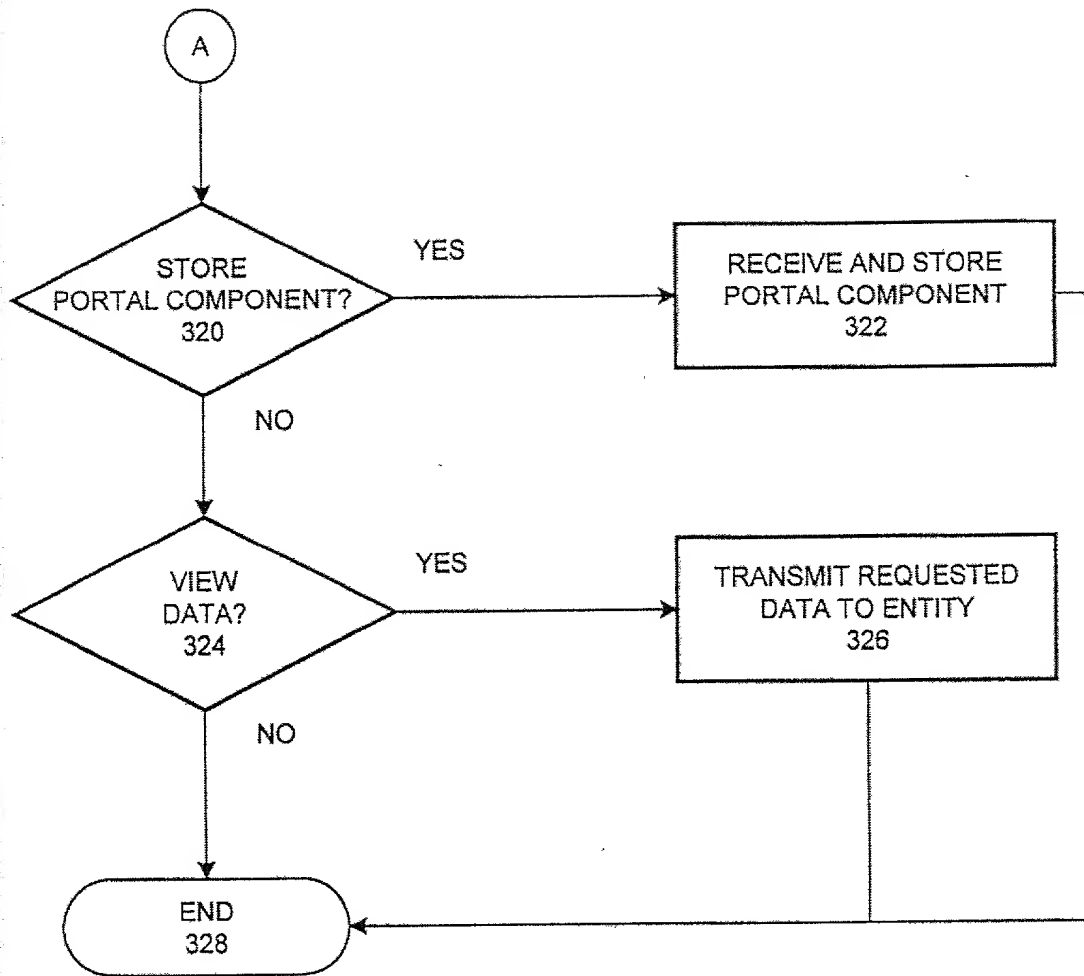 A
STORE
PORTAL COMPONENT?
320
YES
RECEIVE AND STORE
PORTAL COMPONENT
322
NO
VIEW
DATA?
324
YES
TRANSMIT REQUESTED
DATA TO ENTITY
326
NO
END
328